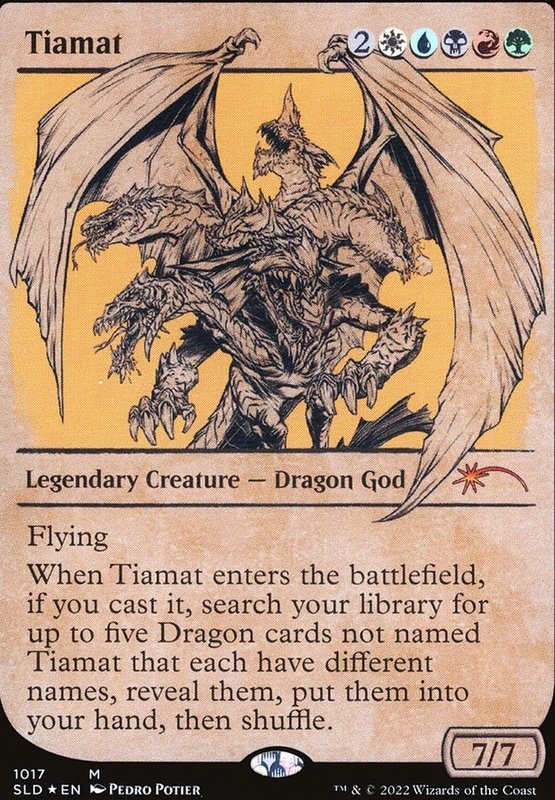 Tiamat 2
Legendary Creature — Dragon God
Flying
When Tiamat enters the battlefield,
if you cast it, search your library for
up to five Dragon cards not named
Tiamat that each have different
names, reveal them, put them into
your hand, then shuffle.
7/7
1017 M
SLD ★ EN Pedro Potier ™ & © 2022 Wizards of the Coast